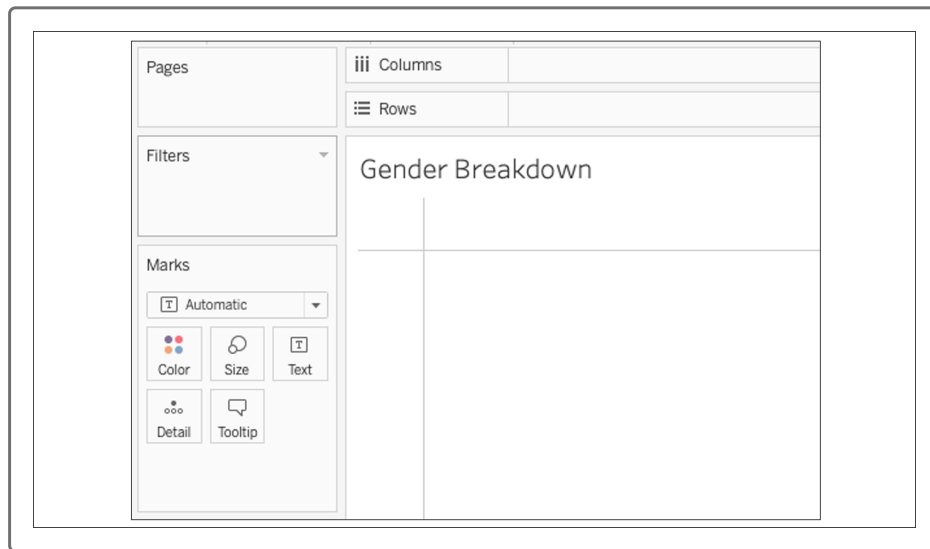 Pages
iii Columns
Rows
Filters
Gender Breakdown
Marks
T Automatic
Color Size T Text
Detail Tooltip